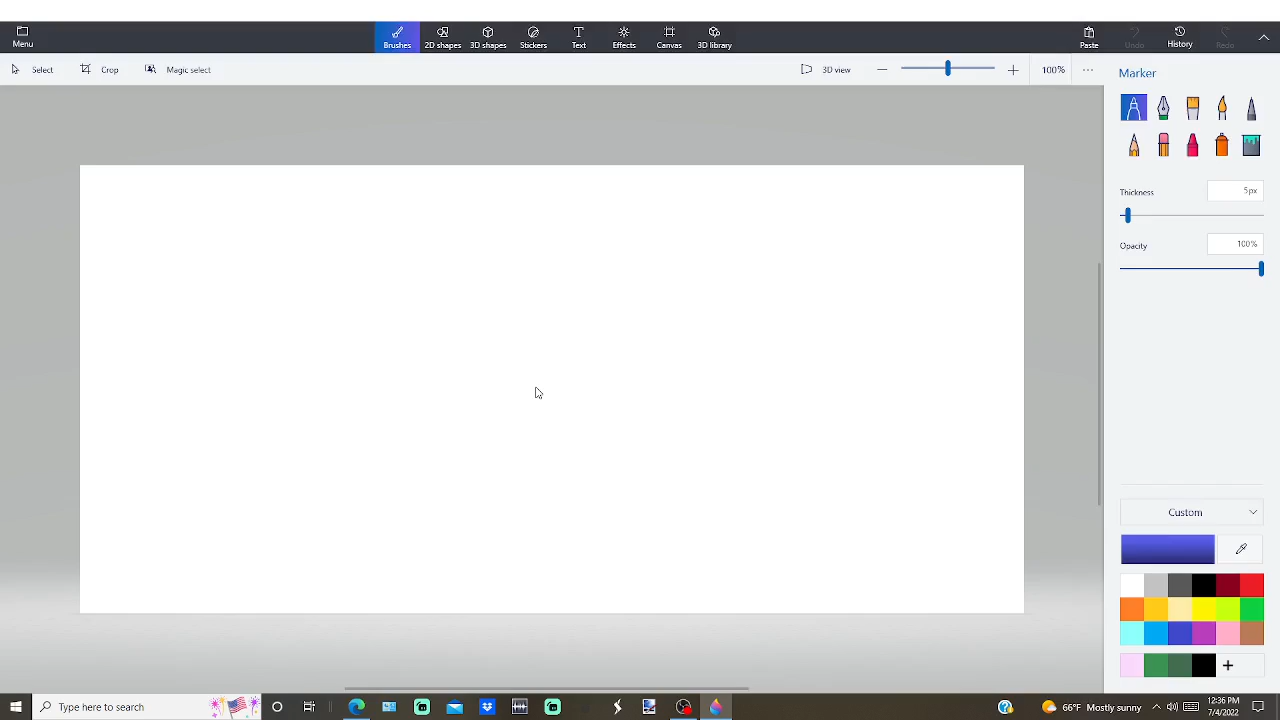 Menu
Brushes
2D shapes
3D shapes
Stickers
Text
Effects
Canvas
3D library
Paste
Undo
History
Redo
Select
Crop
Magic select
3D view
100%
Marker
Thickness
5px
Opacity
100%
Custom
Type here to search
66°F Mostly sunny
12:36 PM
7/4/2022